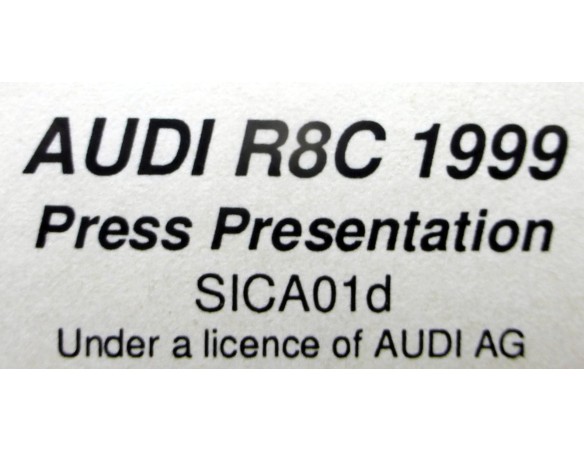 AUDI R8C 1999
Press Presentation
SICA01d
Under a licence of AUDI AG